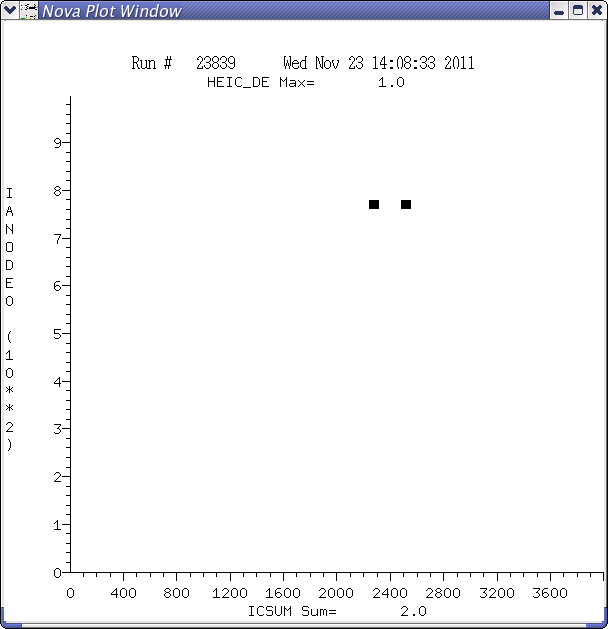 Nova Plot Window
Run # 23839 Wed Nov 23 14:08:33 2011
HEIC_DE Max= 1.0
IANODE0 (10**2)
9
8
7
6
5
4
3
2
1
0
0 400 800 1200 1600 2000 2400 2800 3200 3600
ICSUM Sum= 2.0